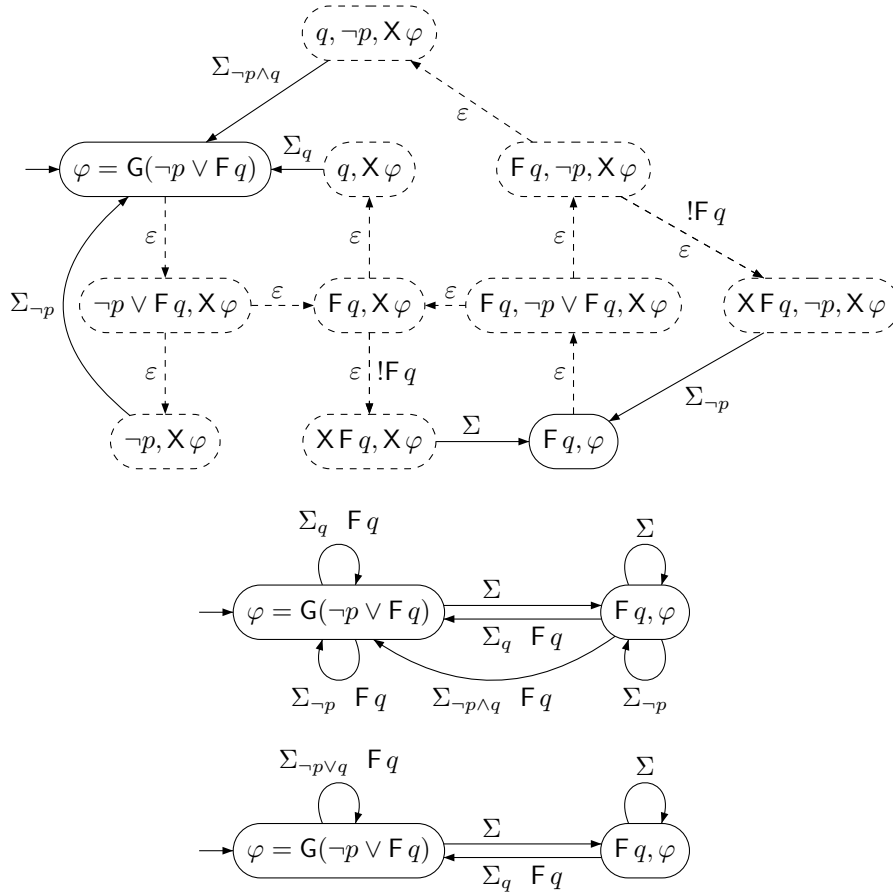 q, ¬p, X φ
Σ¬p∧q
ε
φ = G(¬p ∨ F q)
Σq
q, X φ
F q, ¬p, X φ
!F q
ε
ε
ε
ε
Σ¬p
¬p ∨ F q, X φ
ε
F q, X φ
ε
F q, ¬p ∨ F q, X φ
X F q, ¬p, X φ
ε
ε
!F q
ε
Σ¬p
¬p, X φ
X F q, X φ
Σ
F q, φ
Σq F q
Σ
φ = G(¬p ∨ F q)
Σ
F q, φ
Σq F q
Σ¬p F q
Σ¬p∧q F q
Σ¬p
Σ¬p∨q F q
Σ
φ = G(¬p ∨ F q)
Σ
F q, φ
Σq F q